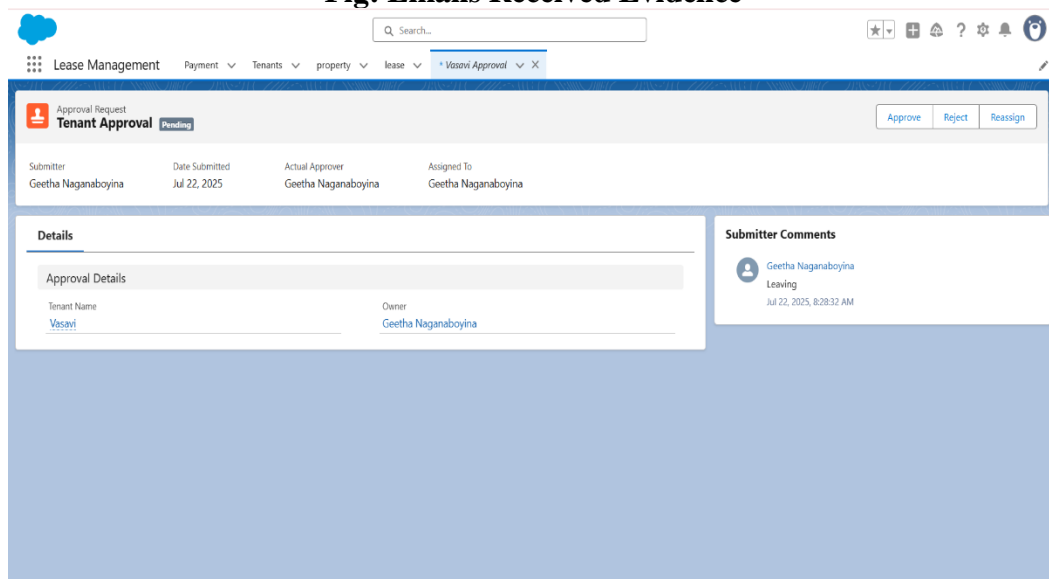 Fig: Emails Received Evidence
Search...
Lease Management Payment Tenants property lease * Vasavi Approval
Approval Request
Tenant Approval Pending
Approve Reject Reassign
Submitter Date Submitted Actual Approver Assigned To
Geetha Naganaboyina Jul 22, 2025 Geetha Naganaboyina Geetha Naganaboyina
Details
Approval Details
Tenant Name Owner
Vasavi Geetha Naganaboyina
Submitter Comments
Geetha Naganaboyina
Leaving
Jul 22, 2025, 8:28:32 AM